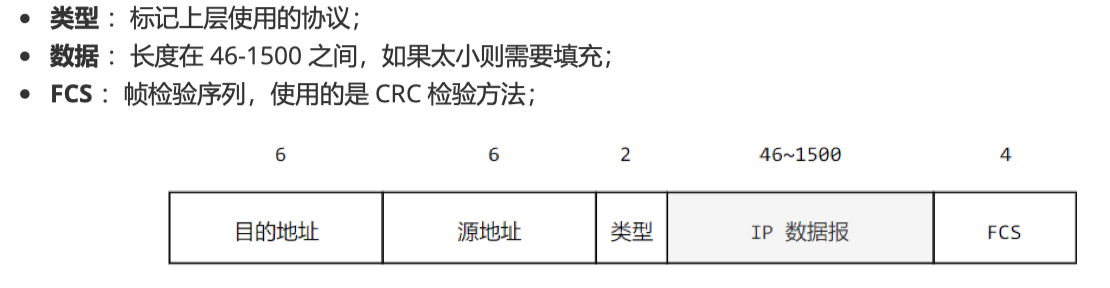 • 类型 ： 标记上层使用的协议；
• 数据 ： 长度在 46-1500 之间，如果太小则需要填充；
• FCS ： 帧检验序列，使用的是 CRC 检验方法；
6 6 2 46~1500 4
目的地址 源地址 类型 IP 数据报 FCS